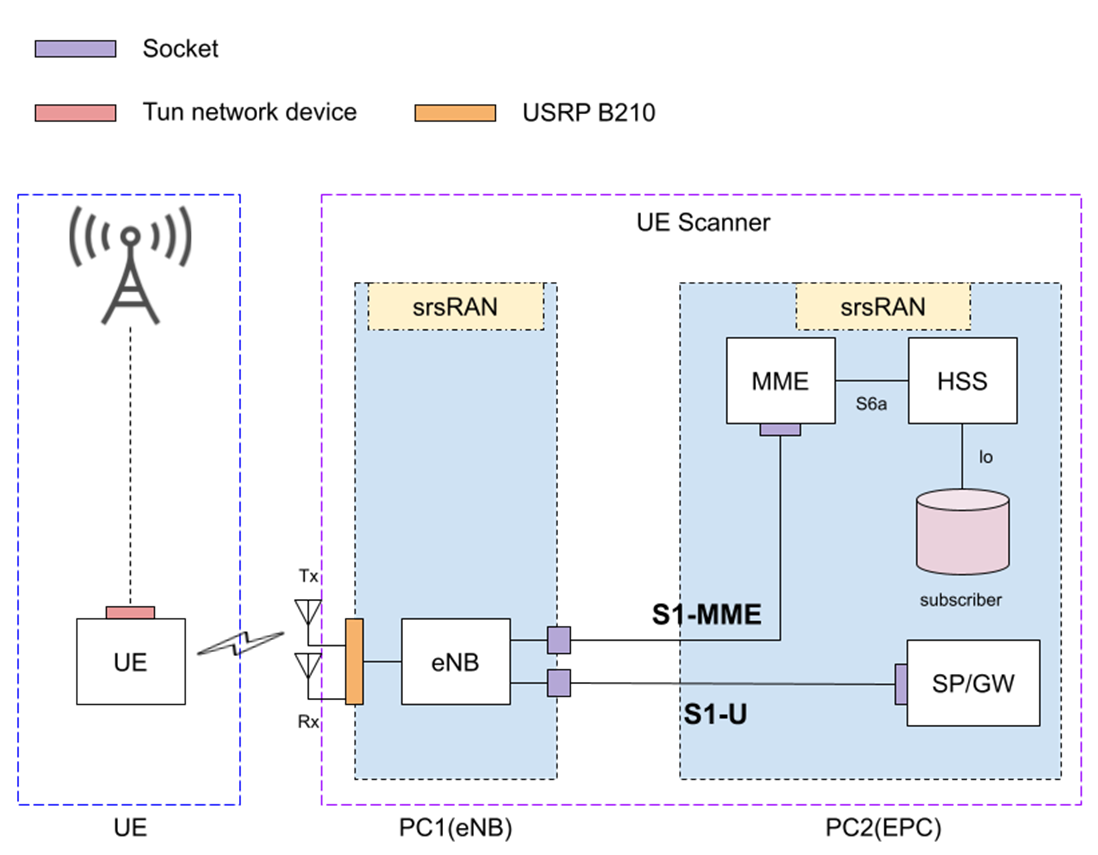 Socket
Tun network device
USRP B210
UE Scanner
srsRAN
srsRAN
MME
HSS
S6a
Io
subscriber
Tx
S1-MME
UE
eNB
SP/GW
S1-U
Rx
UE
PC1(eNB)
PC2(EPC)